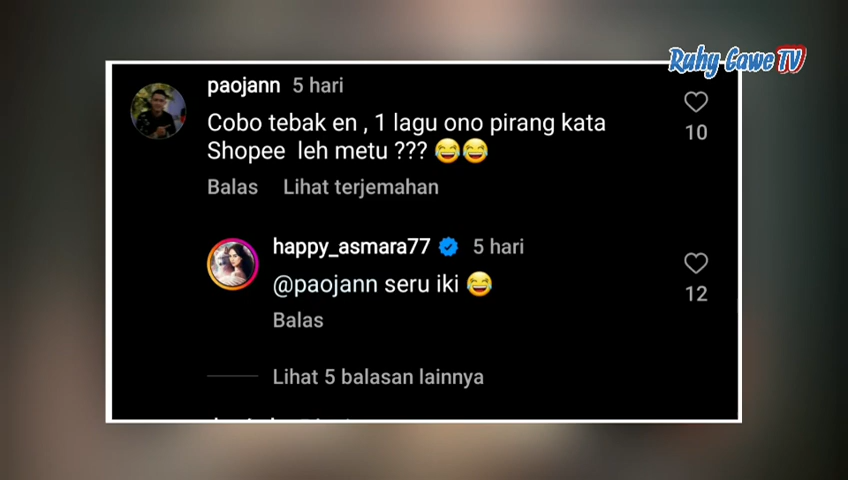 Ruhy Gawe TV
paojann 5 hari
Cobo tebak en , 1 lagu ono pirang kata
Shopee leh metu ??? 😂😂
10
Balas Lihat terjemahan
happy_asmara77 5 hari
@paojann seru iki 😂
12
Balas
Lihat 5 balasan lainnya